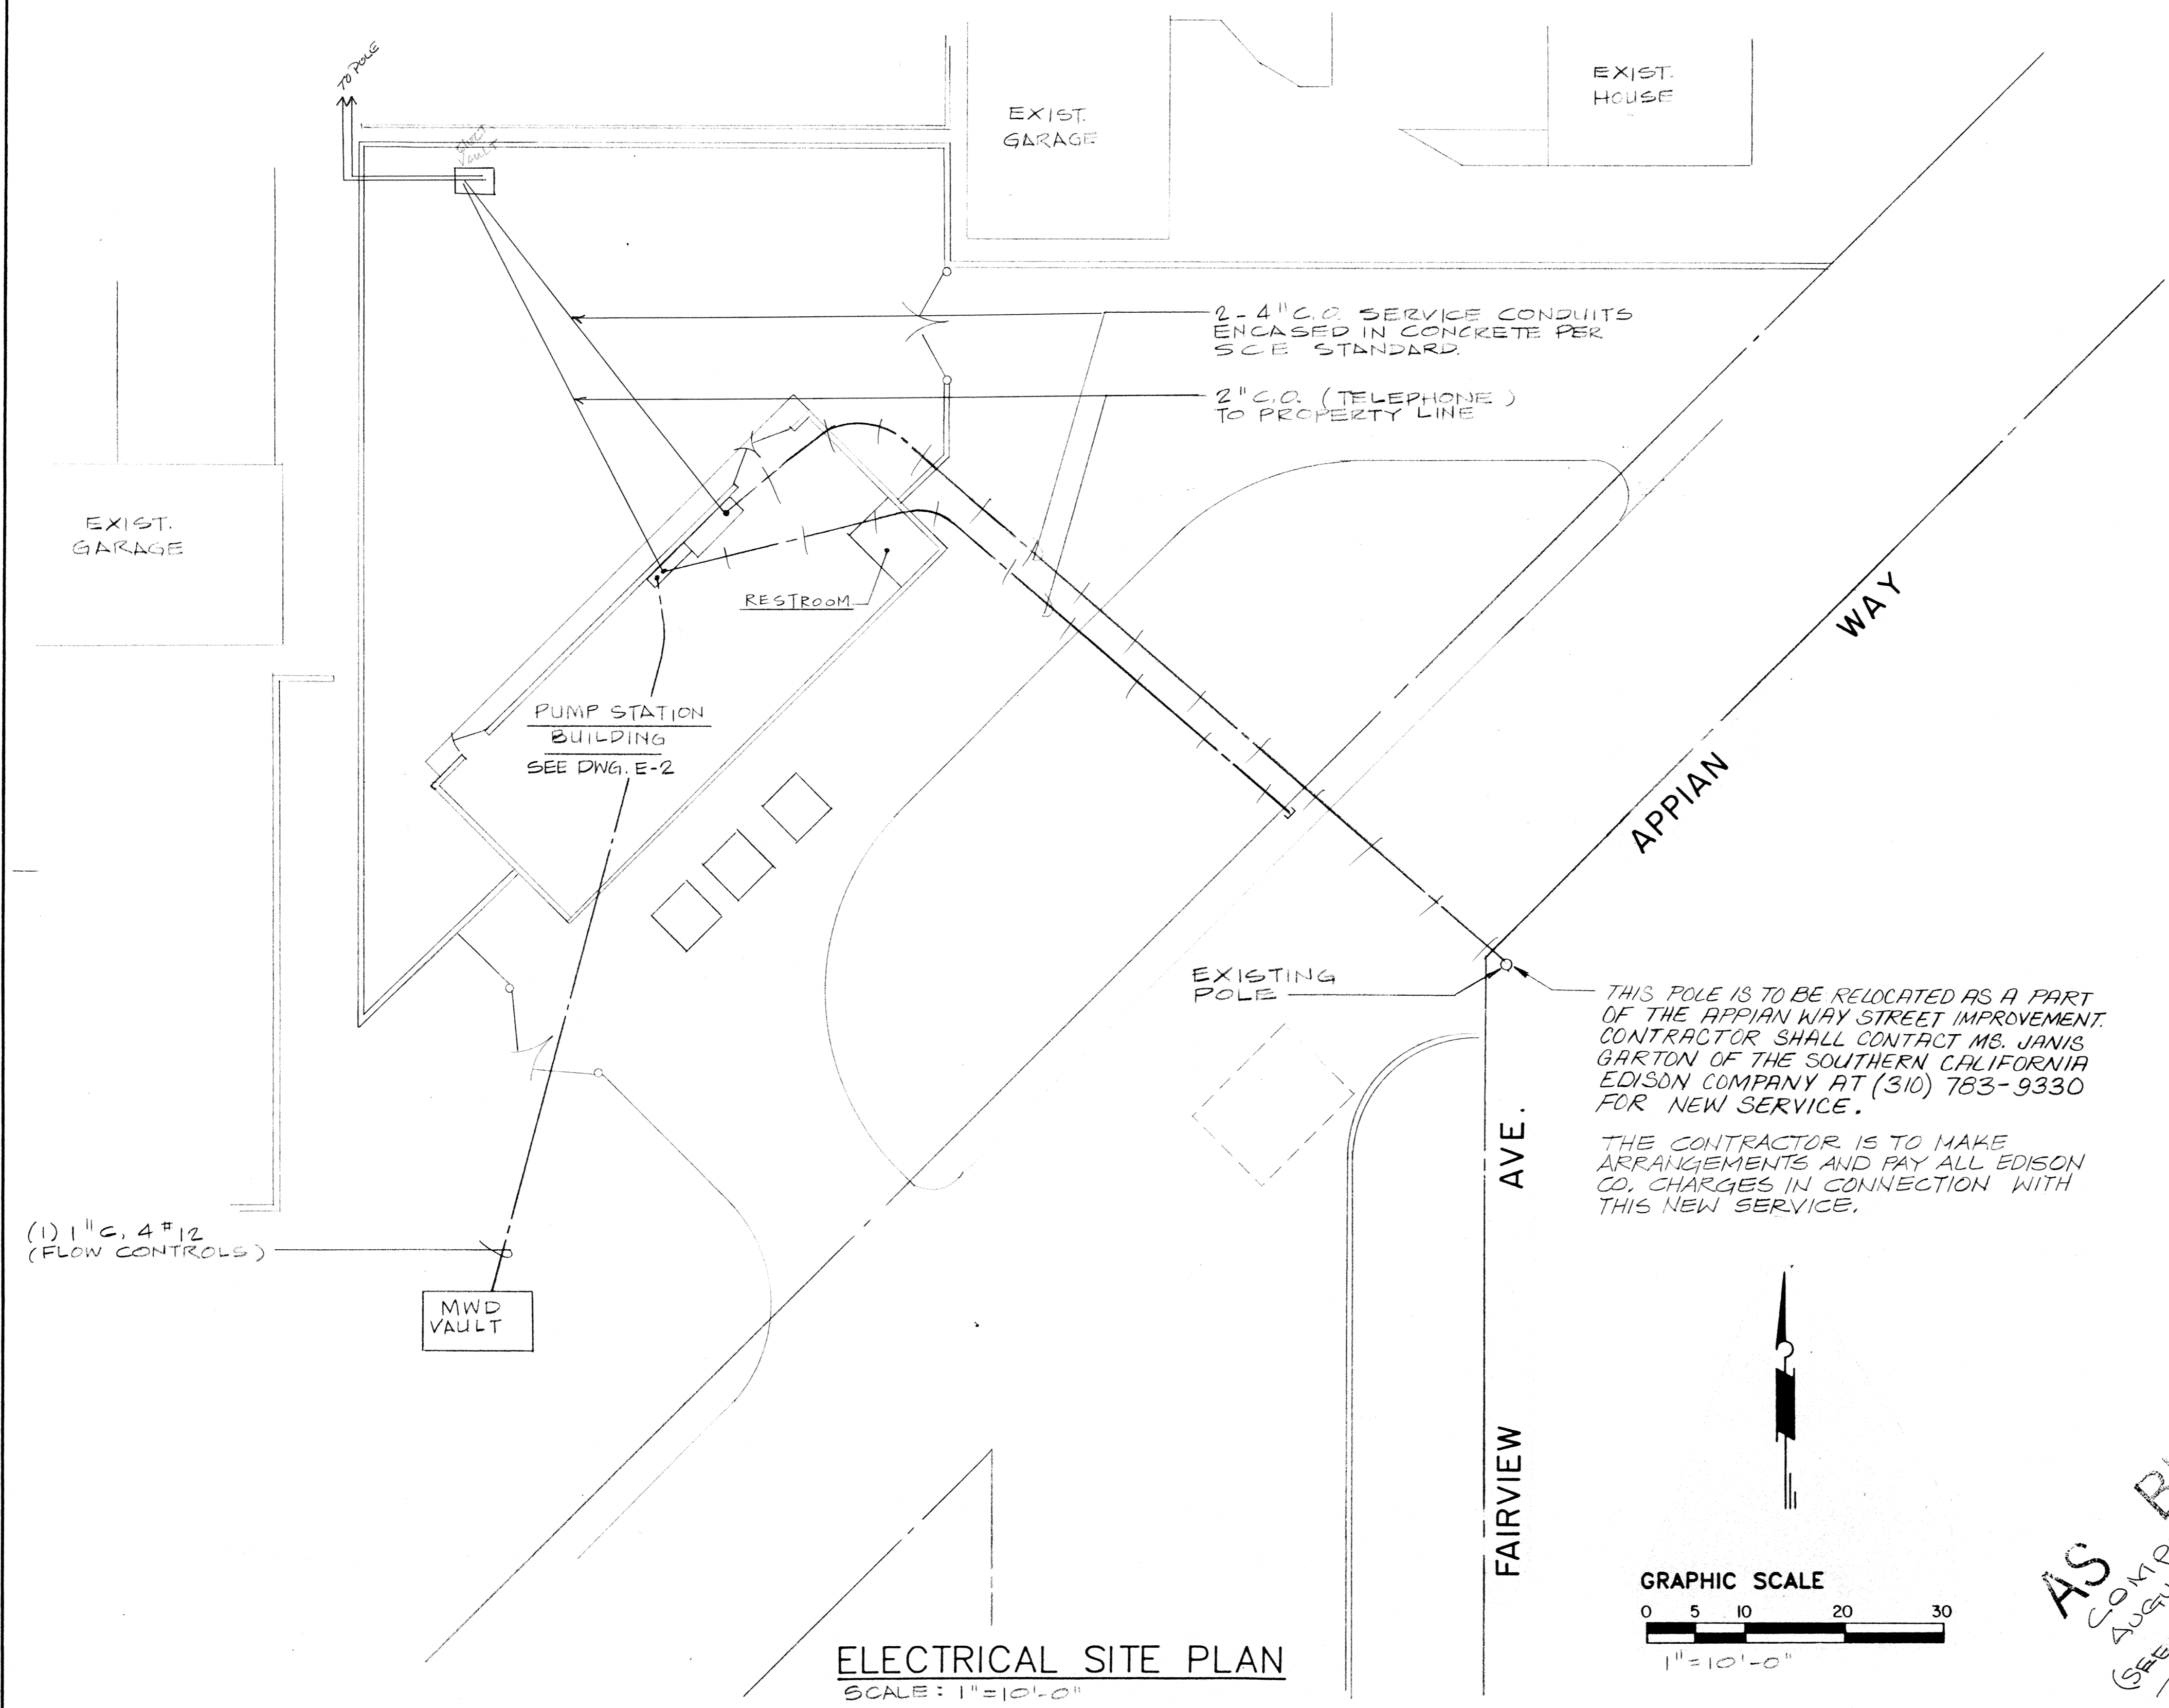 TO POLE
VAULT
EXIST.
GARAGE
EXIST.
HOUSE
2-4" C.O. SERVICE CONDUITS
ENCASED IN CONCRETE PER
SCE STANDARD.
2" C.O. (TELEPHONE)
TO PROPERTY LINE
EXIST.
GARAGE
RESTROOM
PUMP STATION
BUILDING
SEE DWG. E-2
APPIAN WAY
EXISTING
POLE
THIS POLE IS TO BE RELOCATED AS A PART
OF THE APPIAN WAY STREET IMPROVEMENT.
CONTRACTOR SHALL CONTACT MS. JANIS
GARTON OF THE SOUTHERN CALIFORNIA
EDISON COMPANY AT (310) 783-9330
FOR NEW SERVICE.
THE CONTRACTOR IS TO MAKE
ARRANGEMENTS AND PAY ALL EDISON
CO. CHARGES IN CONNECTION WITH
THIS NEW SERVICE.
(1) 1" C, 4 #12
(FLOW CONTROLS)
MWD
VAULT
FAIRVIEW AVE.
GRAPHIC SCALE
0 5 10 20 30
1"=10'-0"
ELECTRICAL SITE PLAN
SCALE: 1"=10'-0"
AS B
COMP
AUGU
(SEE